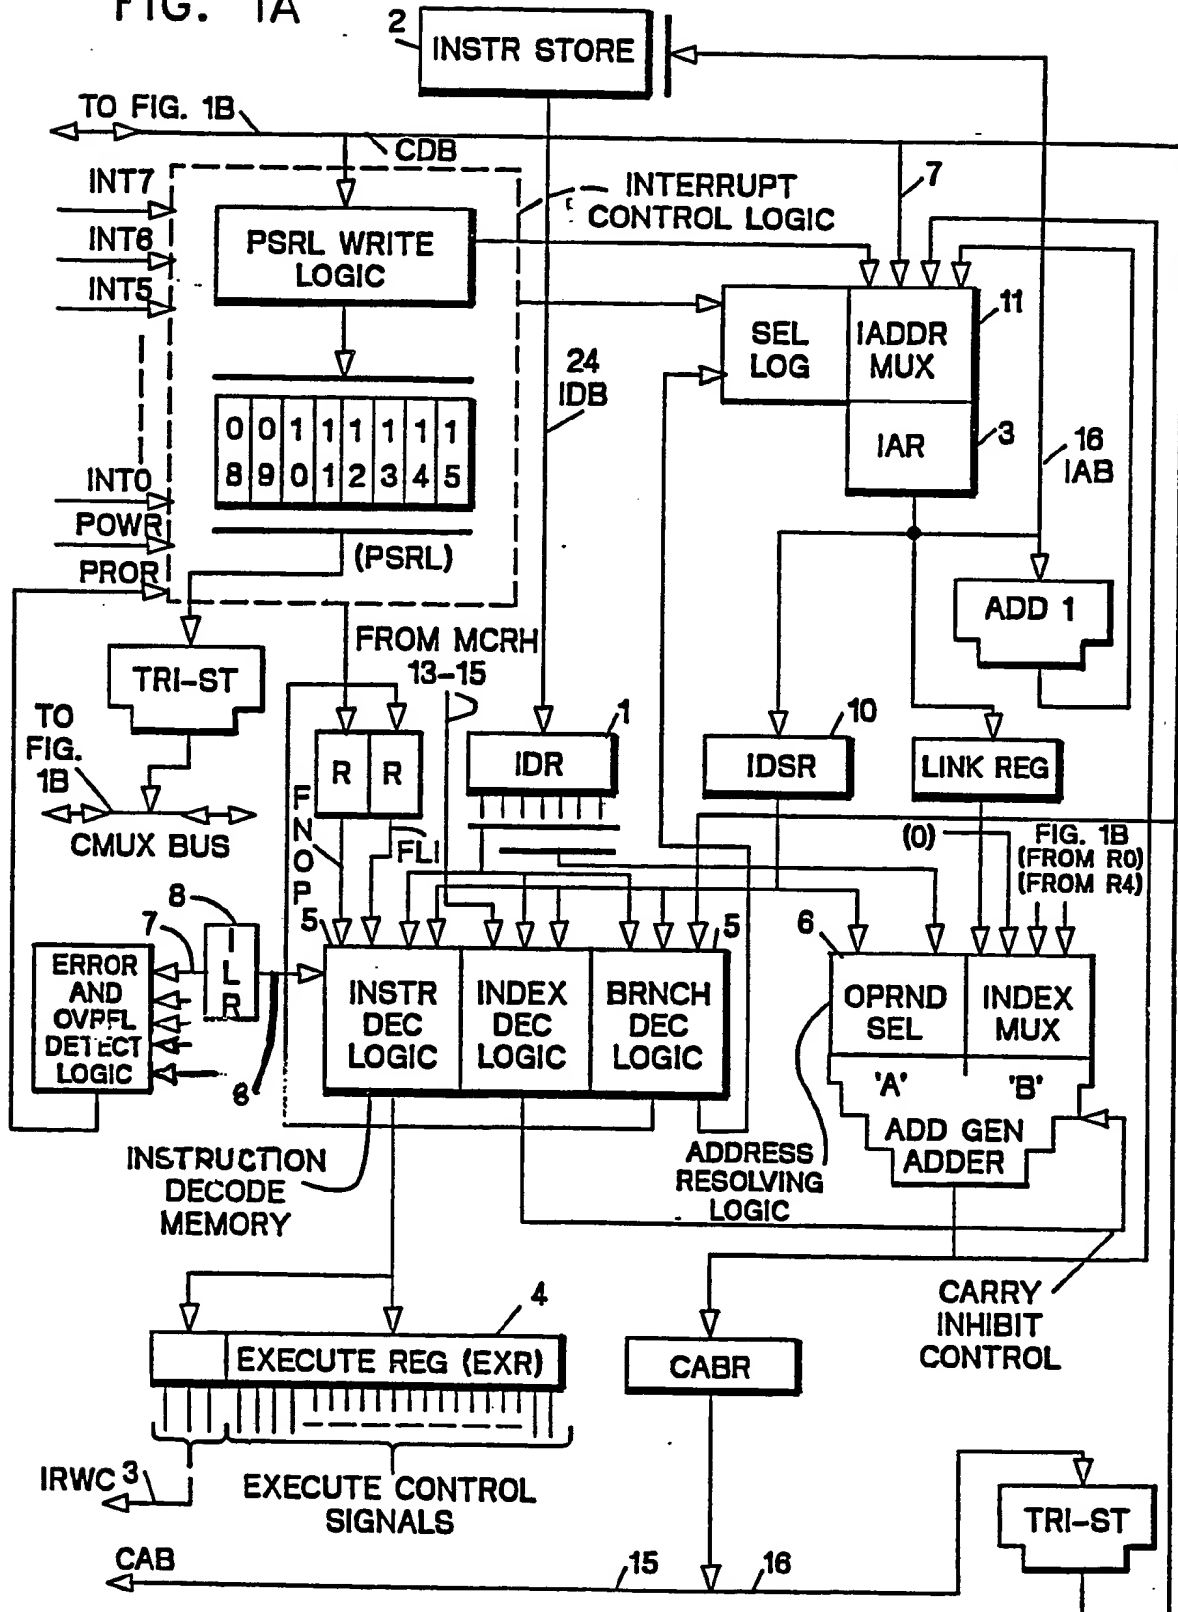 FIG. 1A
2
INSTR STORE
TO FIG. 1B
CDB
INT7
INTERRUPT
CONTROL LOGIC
7
INT6
PSRL WRITE
LOGIC
INT5
SEL
LOG
IADDR
MUX
11
24
IDB
0 0 1 1 1 1 1 1
8 9 0 1 2 3 4 5
IAR
3
16
IAB
INT0
POWR
(PSRL)
PROR
ADD 1
FROM MCRH
13-15
TRI-ST
TO
FIG.
1B
1
10
R R
IDR
IDSR
LINK REG
CMUX BUS
FNOP
FLI
(0)
FIG. 1B
(FROM R0)
(FROM R4)
8
7
5
5
6
ERROR
AND
OVRFL
DETECT
LOGIC
ILR
INSTR
DEC
LOGIC
INDEX
DEC
LOGIC
BRNCH
DEC
LOGIC
OPRND
SEL
INDEX
MUX
6
'A' 'B'
ADD GEN
ADDER
INSTRUCTION
DECODE
MEMORY
ADDRESS
RESOLVING
LOGIC
CARRY
INHIBIT
CONTROL
4
EXECUTE REG (EXR)
CABR
IRWC 3
EXECUTE CONTROL
SIGNALS
TRI-ST
CAB
15
16